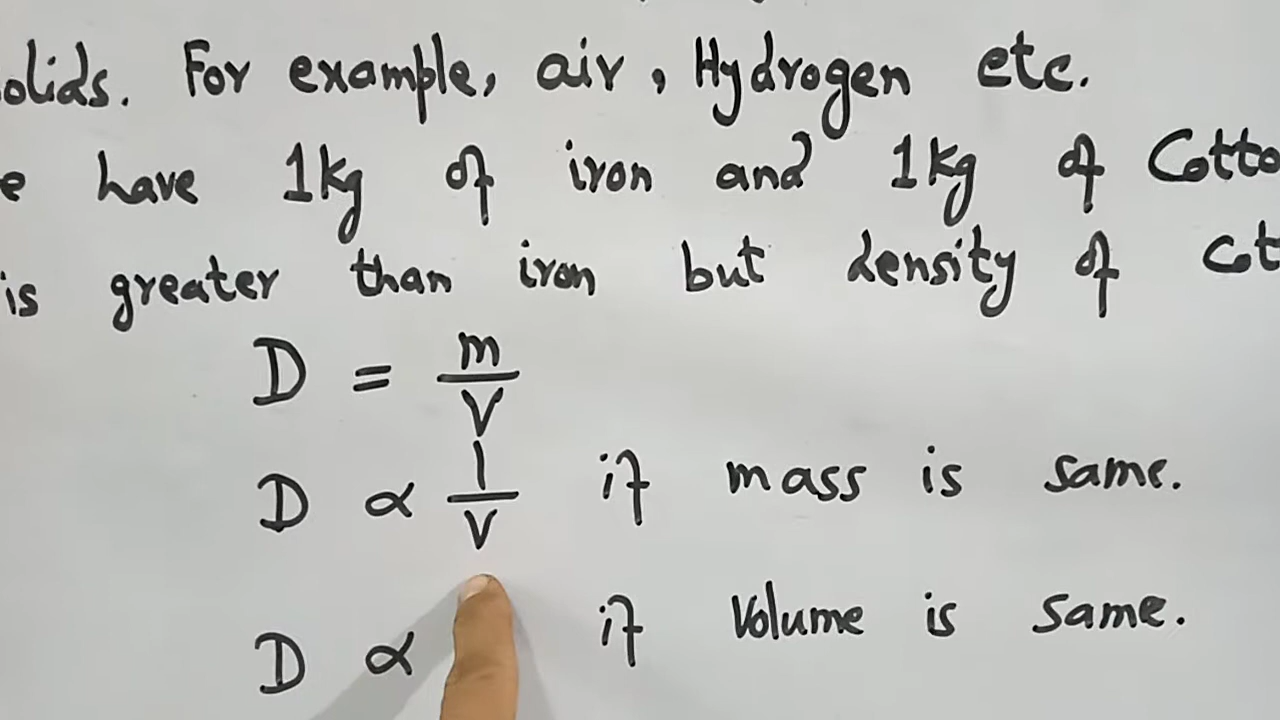 olids. For example, air, Hydrogen etc.
e have 1kg of iron and 1kg of Cotto
is greater than iron but density of cot
D = m/V
D ∝ 1/V if mass is same.
D ∝ if Volume is same.